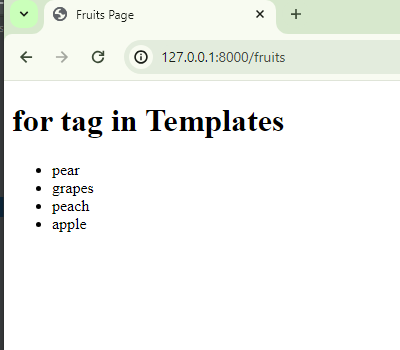 Fruits Page
127.0.0.1:8000/fruits
for tag in Templates
pear
grapes
peach
apple